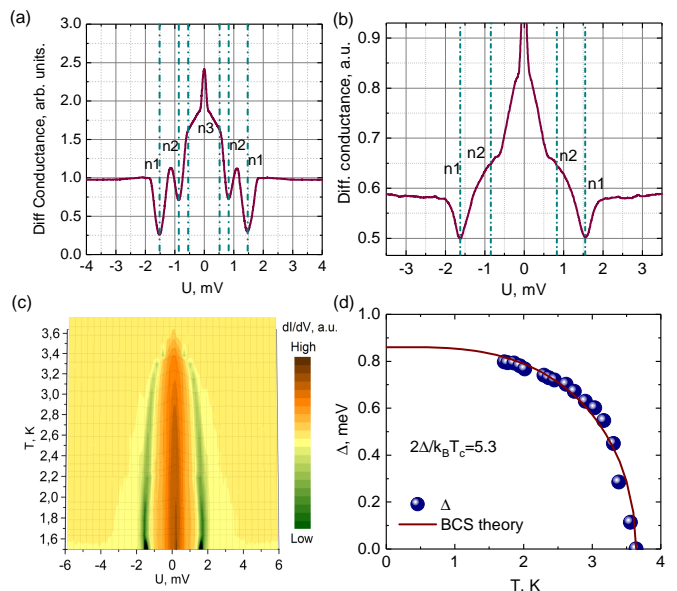 (a)
Diff Conductance, arb. units.
3.0
2.5
2.0
1.5
1.0
0.5
0.0
n1
n2
n3
n2
n1
-4 -3 -2 -1 0 1 2 3 4
U, mV
(b)
Diff. conductance, a.u.
0.9
0.8
0.7
0.6
0.5
n1
n2
n2
n1
-3 -2 -1 0 1 2 3
U, mV
(c)
T, K
3,6
3,4
3,2
3,0
2,8
2,6
2,4
2,2
2,0
1,8
1,6
-6 -4 -2 0 2 4 6
U, mV
dI/dV, a.u.
High
Low
(d)
Δ, meV
1.0
0.8
0.6
0.4
0.2
0.0
2Δ/kBTc=5.3
Δ
BCS theory
0 1 2 3 4
T, K